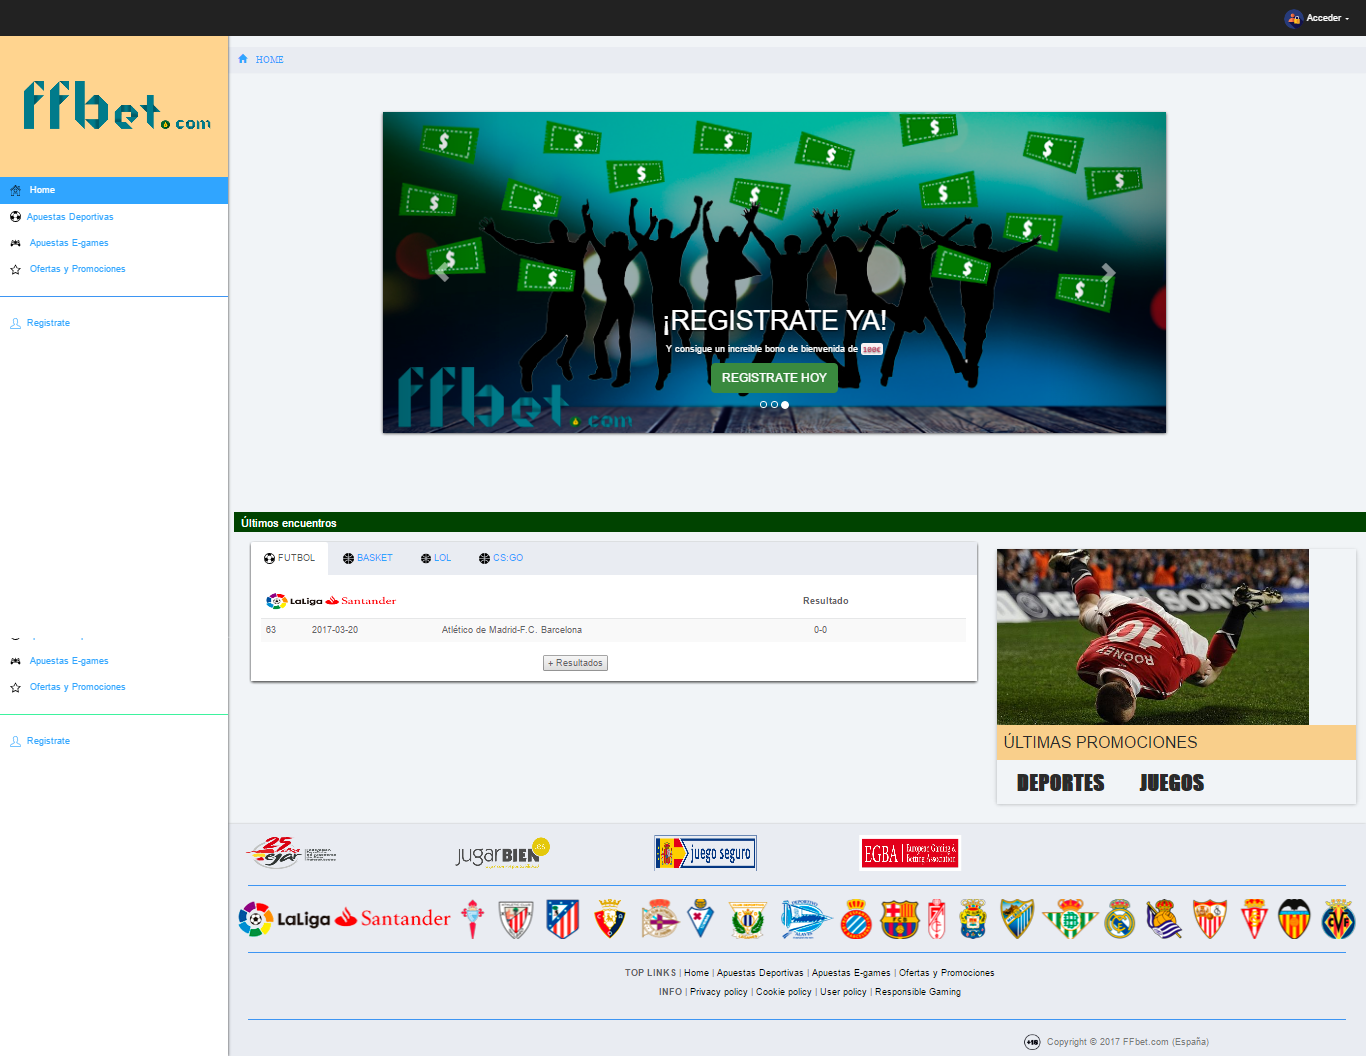 Acceder
ffbet.com
HOME
Home
Apuestas Deportivas
Apuestas E-games
Ofertas y Promociones
Registrate
¡REGISTRATE YA!
Y consigue un increible bono de bienvenida de 100€
REGISTRATE HOY
ffbet.com
Últimos encuentros
FUTBOL BASKET LOL CS:GO
LaLiga Santander Resultado
63 2017-03-20 Atlético de Madrid-F.C. Barcelona 0-0
+ Resultados
ROONEY
10
ÚLTIMAS PROMOCIONES
DEPORTES JUEGOS
Apuestas E-games
Ofertas y Promociones
Registrate
25 ejar
jugarBIEN .es
juego seguro
EGBA European Gaming & Betting Association
LaLiga Santander
TOP LINKS | Home | Apuestas Deportivas | Apuestas E-games | Ofertas y Promociones
INFO | Privacy policy | Cookie policy | User policy | Responsible Gaming
+18 Copyright © 2017 FFbet.com (España)